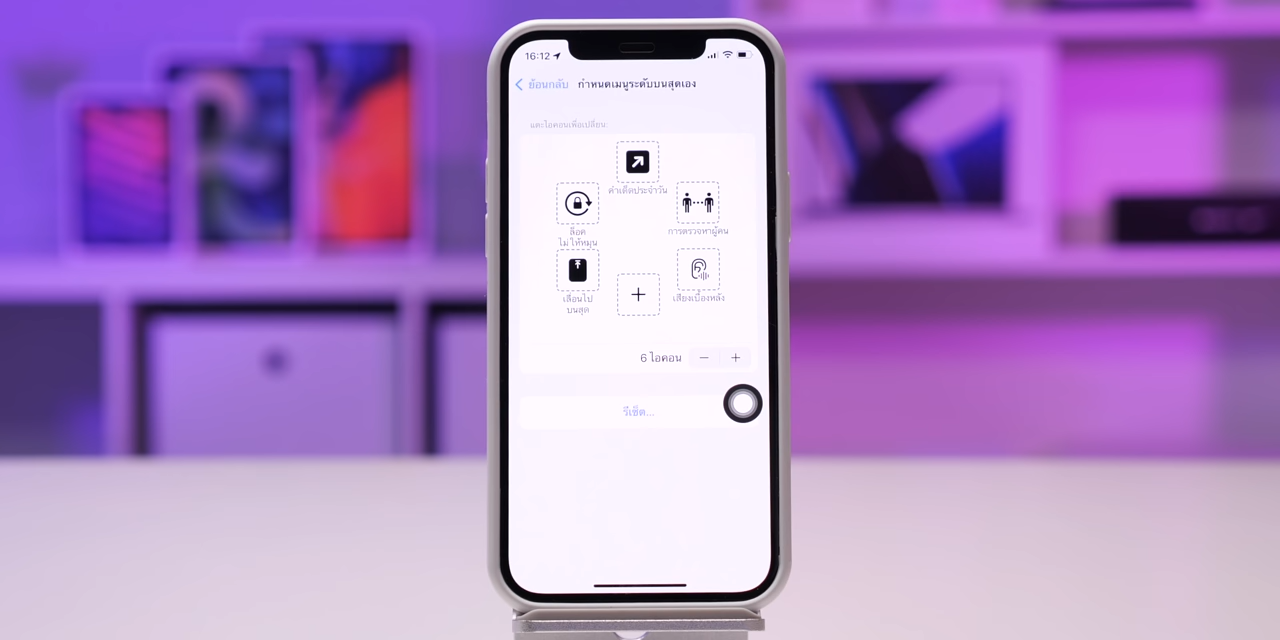 16:12
ย้อนกลับ กำหนดเมนูระดับบนสุดเอง
แตะไอคอนเพื่อเปลี่ยน:
คำเด็ดประจำวัน
ล็อค
ไม่ให้หมุน
การตรวจหาผู้คน
เลื่อนไป
บนสุด
+
เสียงเบื้องหลัง
6 ไอคอน − +
รีเซ็ต...